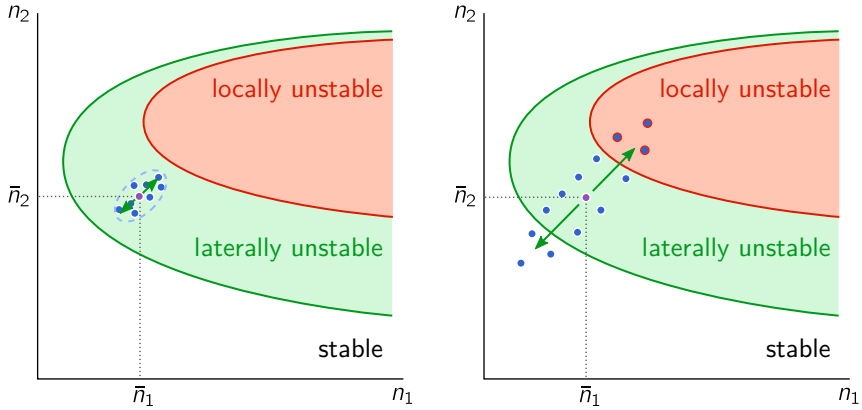 n₂
locally unstable
n̄₂
laterally unstable
stable
n̄₁
n₁
n₂
locally unstable
n̄₂
laterally unstable
stable
n̄₁
n₁